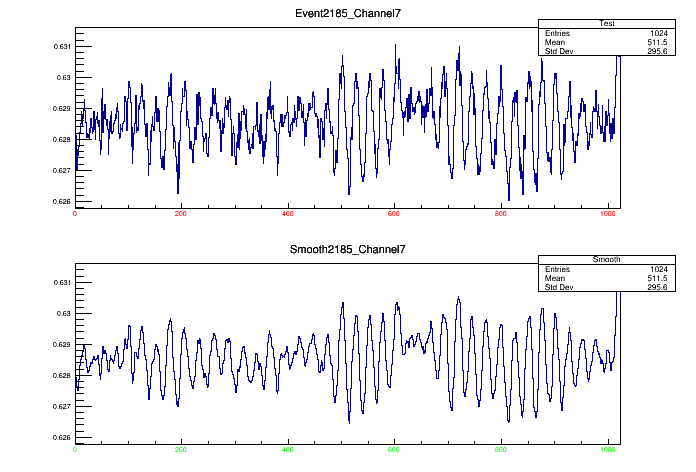 Event2185_Channel7
Test
Entries 1024
Mean 511.5
Std Dev 295.6
0.631
0.63
0.629
0.628
0.627
0.626
0 200 400 600 800 1000
Smooth2185_Channel7
Smooth
Entries 1024
Mean 511.5
Std Dev 295.6
0.631
0.63
0.629
0.628
0.627
0.626
0 200 400 600 800 1000